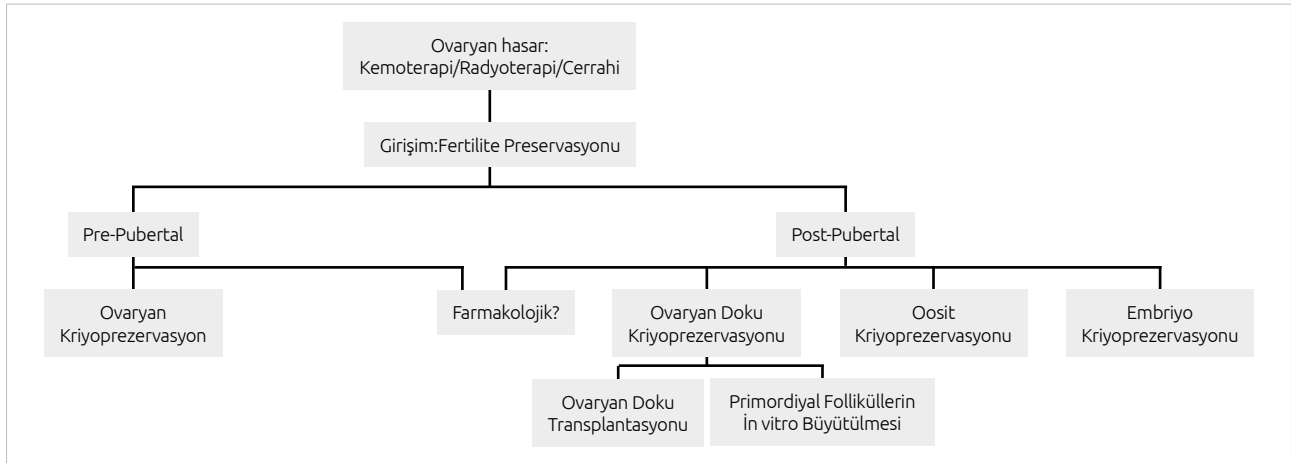 Ovaryan hasar:
Kemoterapi/Radyoterapi/Cerrahi
Girişim:Fertilite Preservasyonu
Pre-Pubertal
Post-Pubertal
Ovaryan
Kriyoprezervasyon
Farmakolojik?
Ovaryan Doku
Kriyoprezervasyonu
Oosit
Kriyoprezervasyonu
Embriyo
Kriyoprezervasyonu
Ovaryan Doku
Transplantasyonu
Primordiyal Folliküllerin
İn vitro Büyütülmesi